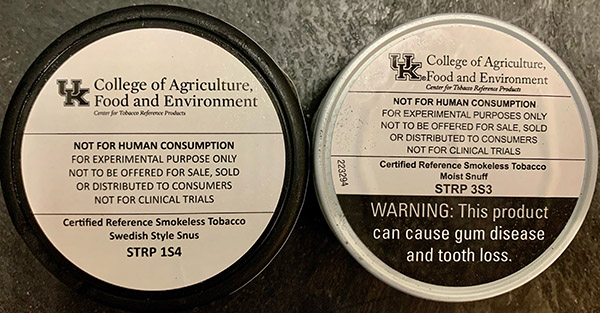 UK College of Agriculture,
Food and Environment
Center for Tobacco Reference Products
NOT FOR HUMAN CONSUMPTION
FOR EXPERIMENTAL PURPOSE ONLY
NOT TO BE OFFERED FOR SALE, SOLD
OR DISTRIBUTED TO CONSUMERS
NOT FOR CLINICAL TRIALS
Certified Reference Smokeless Tobacco
Swedish Style Snus
STRP 1S4
UK® College of Agriculture,
Food and Environment
Center for Tobacco Reference Products
NOT FOR HUMAN CONSUMPTION
FOR EXPERIMENTAL PURPOSES ONLY
NOT TO BE OFFERED FOR SALE, SOLD
OR DISTRIBUTED TO CONSUMERS
NOT FOR CLINICAL TRIALS
223294
Certified Reference Smokeless Tobacco
Moist Snuff
STRP 3S3
WARNING: This product
can cause gum disease
and tooth loss.